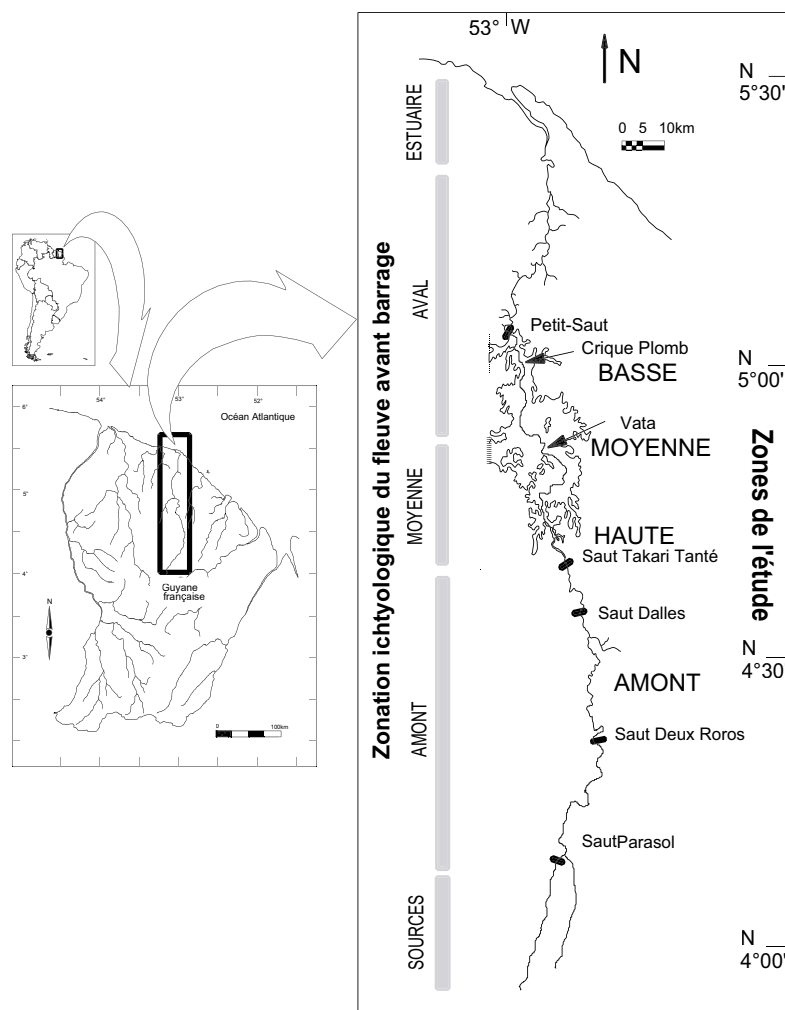 53° W
N
N
5°30'
0 5 10km
ESTUAIRE
AVAL
MOYENNE
AMONT
SOURCES
Zonation ichtyologique du fleuve avant barrage
Petit-Saut
Crique Plomb
BASSE
N
5°00'
Vata
MOYENNE
HAUTE
Saut Takari Tanté
Saut Dalles
N
4°30'
AMONT
Saut Deux Roros
SautParasol
N
4°00'
Zones de l'étude
54° 53° 52°
6°
Océan Atlantique
5°
4°
Guyane
française
N
3°
0 100km